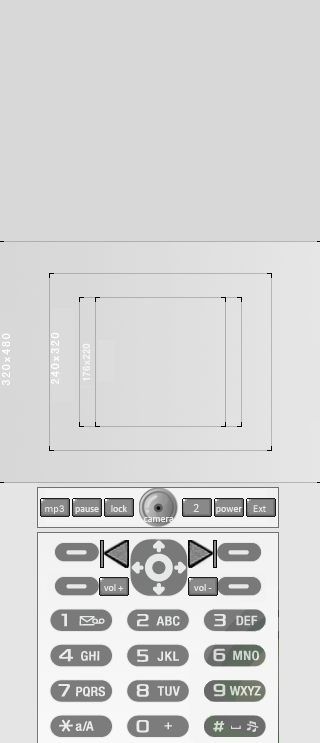 320x480
240x320
176x220
mp3 pause lock camera 2 power Ext
vol + vol -
1 2 ABC 3 DEF
4 GHI 5 JKL 6 MNO
7 PQRS 8 TUV 9 WXYZ
* a/A 0 + #